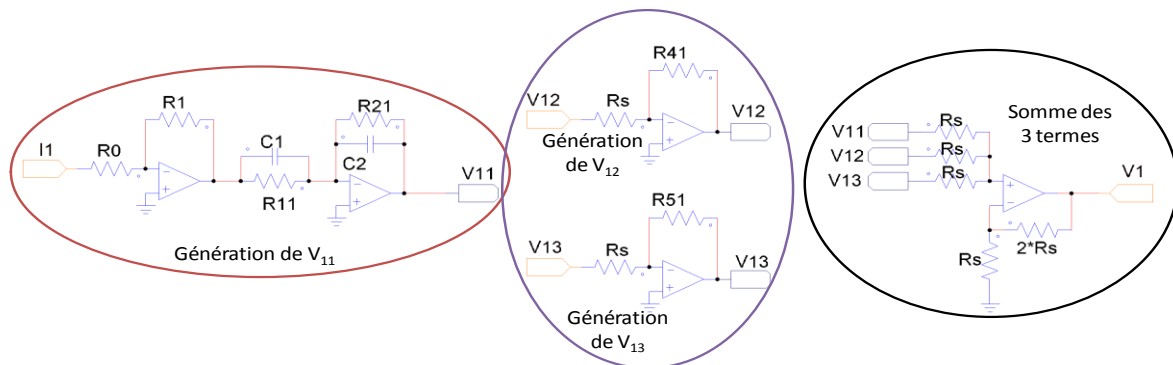 I1
R0
R1
C1
R11
R21
C2
V11
Génération de V11
V12
Rs
R41
V12
Génération
de V12
V13
Rs
R51
V13
Génération
de V13
Somme des
3 termes
V11
Rs
V12
Rs
V13
Rs
V1
2*Rs
Rs